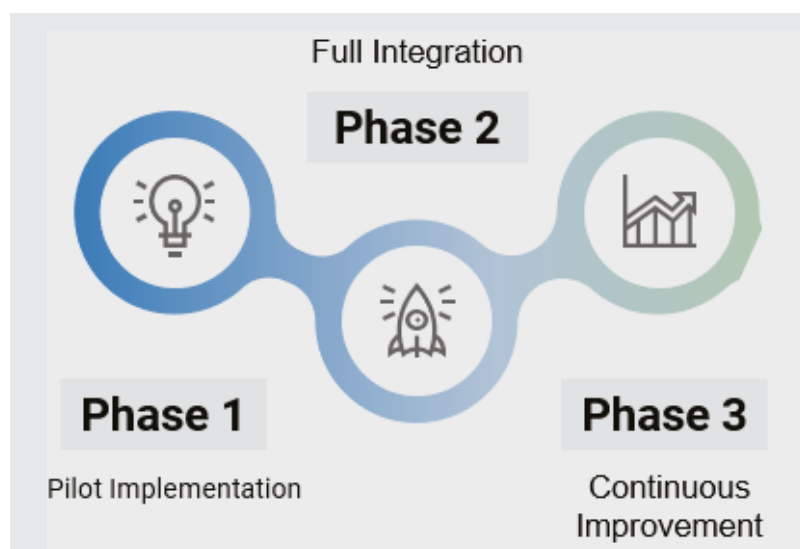 Full Integration
Phase 2
Phase 1
Pilot Implementation
Phase 3
Continuous
Improvement